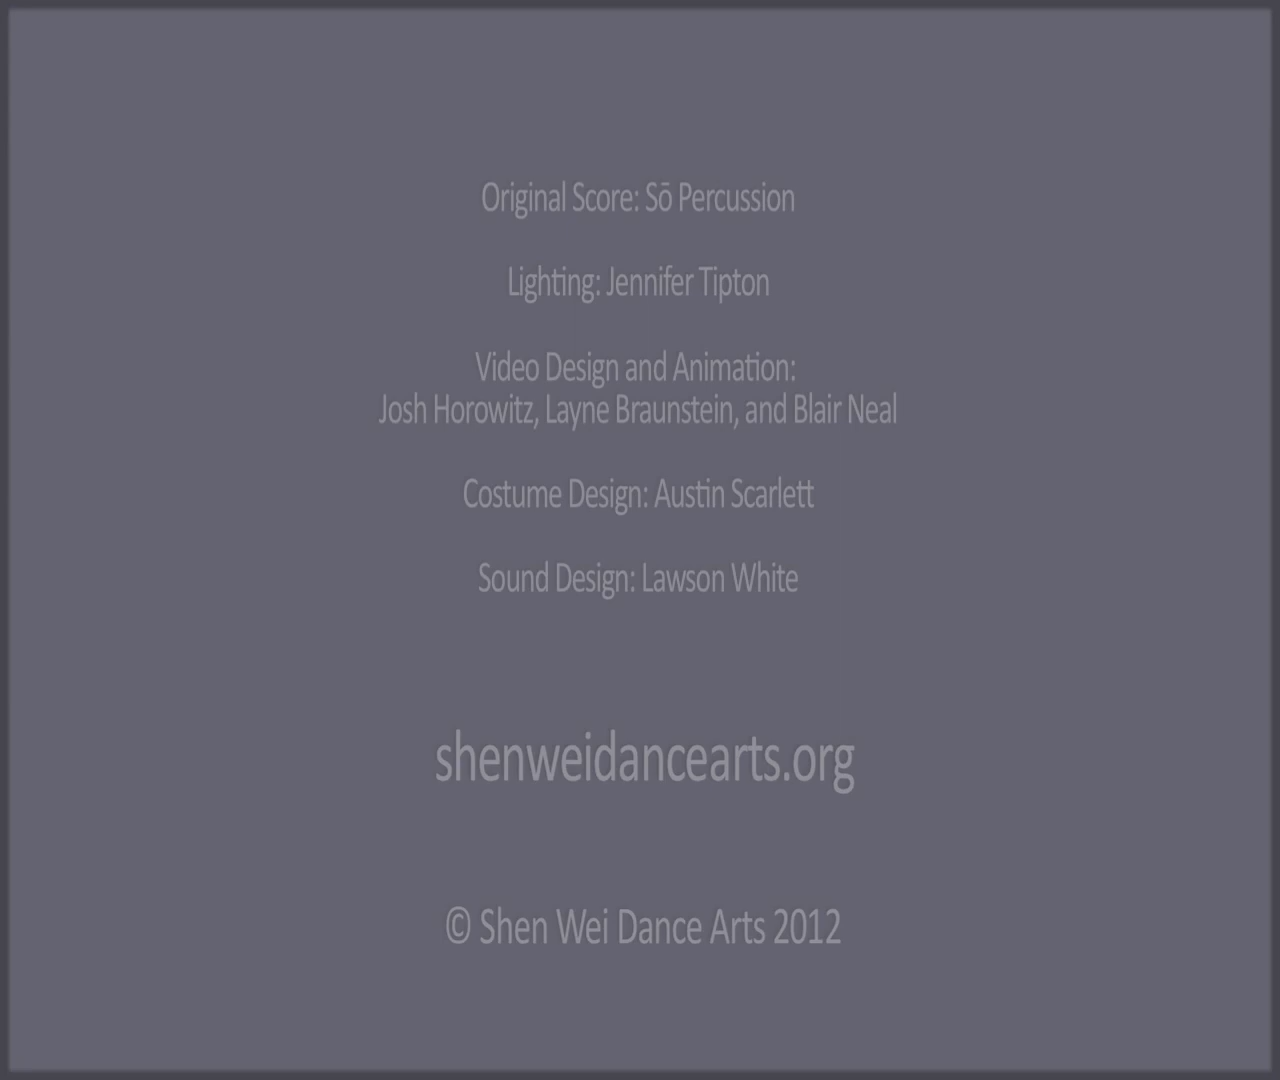 Original Score: Sō Percussion
Lighting: Jennifer Tipton
Video Design and Animation:
Josh Horowitz, Layne Braunstein, and Blair Neal
Costume Design: Austin Scarlett
Sound Design: Lawson White
shenweidancearts.org
© Shen Wei Dance Arts 2012